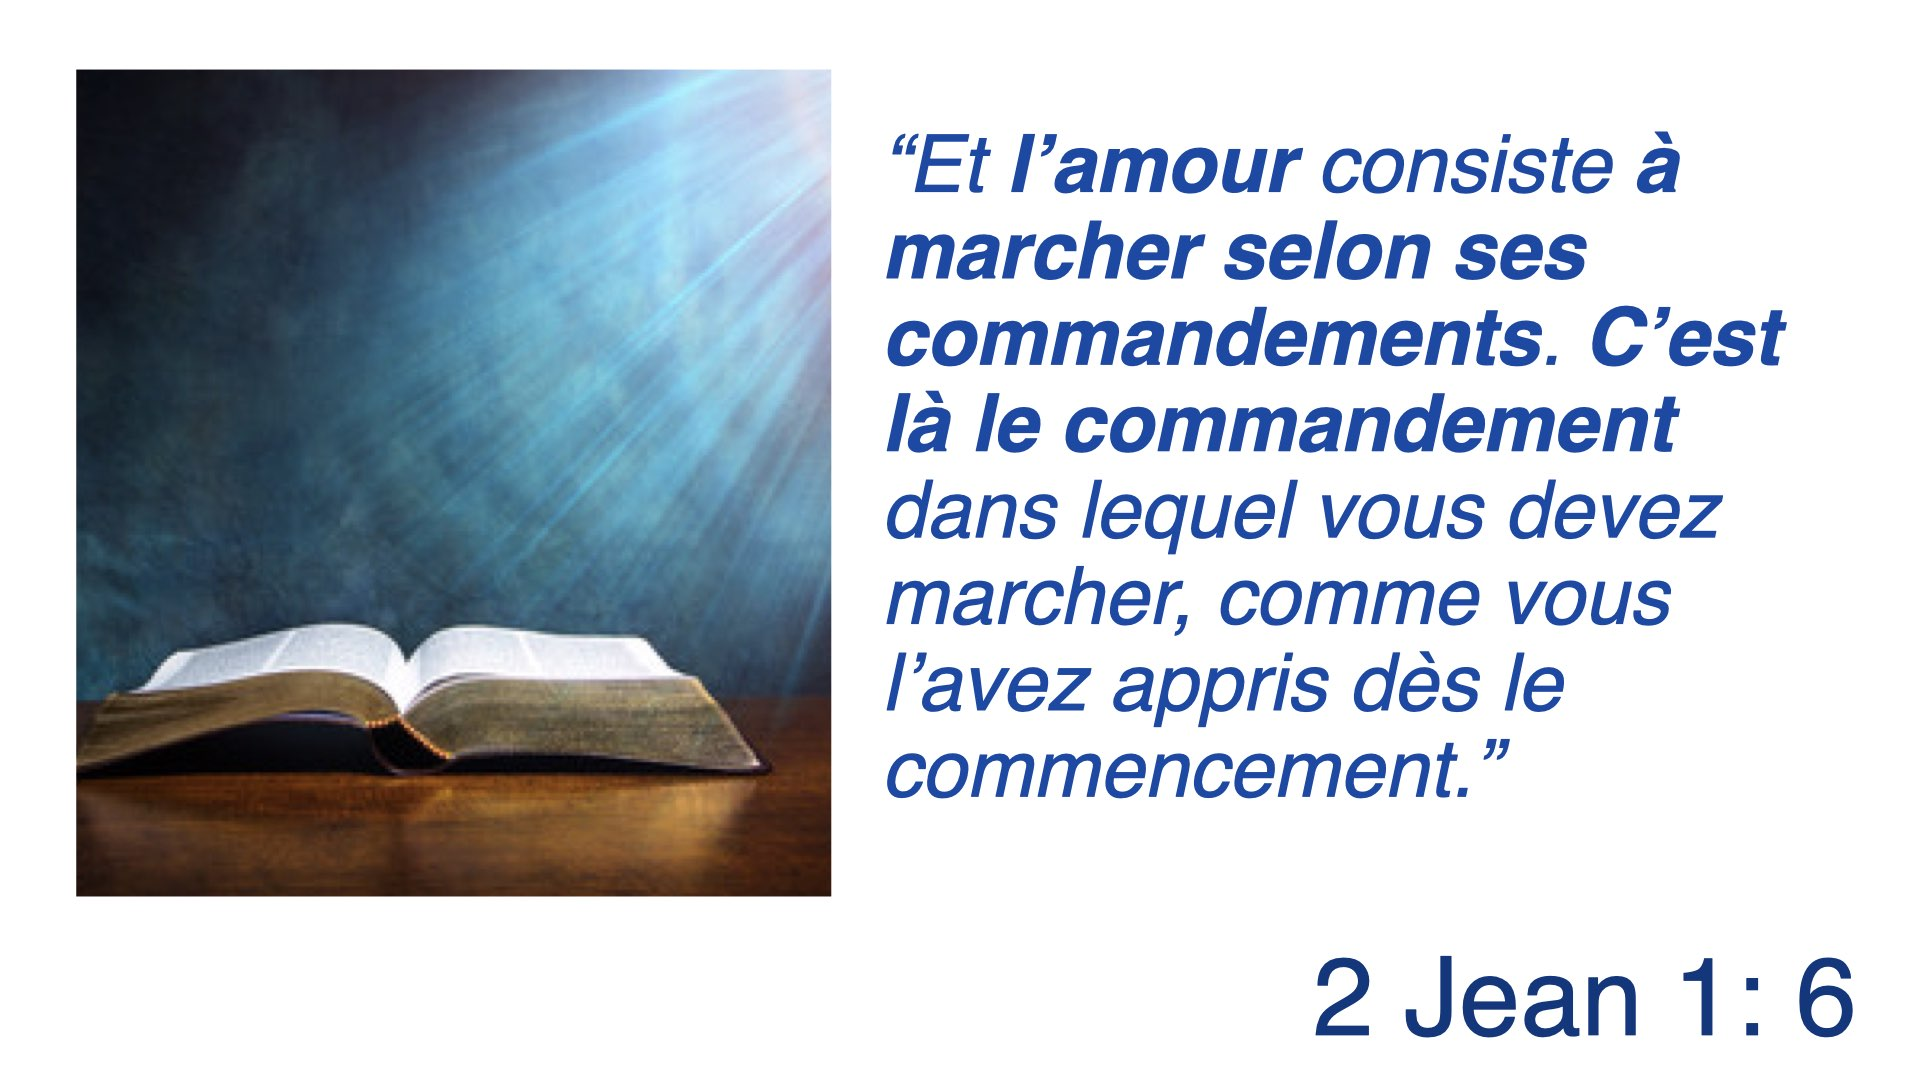 “Et l’amour consiste à
marcher selon ses
commandements. C’est
là le commandement
dans lequel vous devez
marcher, comme vous
l’avez appris dès le
commencement.”
2 Jean 1: 6